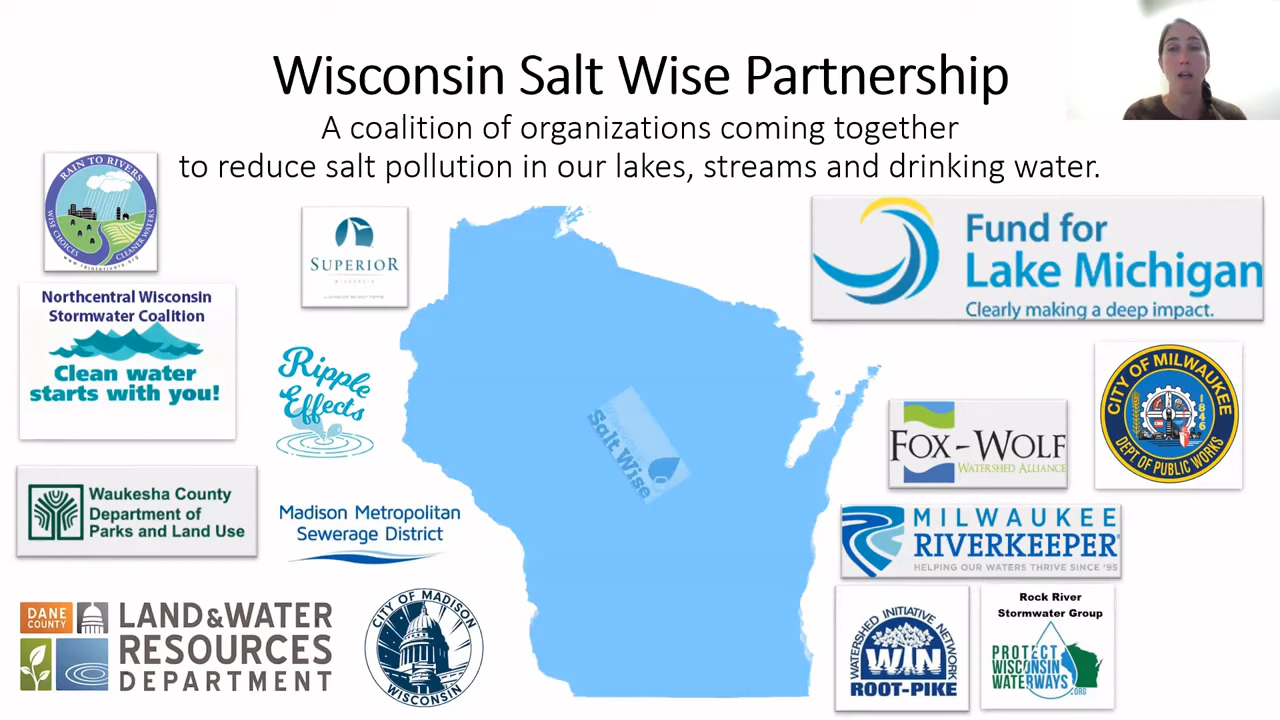 Wisconsin Salt Wise Partnership
A coalition of organizations coming together
to reduce salt pollution in our lakes, streams and drinking water.
RAIN TO RIVERS
WISE CHOICES CLEANER WATERS
SUPERIOR
WISCONSIN
Fund for
Lake Michigan
Clearly making a deep impact.
Northcentral Wisconsin
Stormwater Coalition
Clean water
starts with you!
Ripple
Effects
Salt Wise
CITY OF MILWAUKEE
1846
DEPT OF PUBLIC WORKS
FOX-WOLF
WATERSHED ALLIANCE
Waukesha County
Department of
Parks and Land Use
Madison Metropolitan
Sewerage District
MILWAUKEE
RIVERKEEPER
HELPING OUR WATERS THRIVE SINCE '95
DANE
COUNTY
LAND & WATER
RESOURCES
DEPARTMENT
CITY OF MADISON
WISCONSIN
WATERSHED INITIATIVE NETWORK
WIN
ROOT-PIKE
Rock River
Stormwater Group
PROTECT
WISCONSIN
WATERWAYS
.ORG